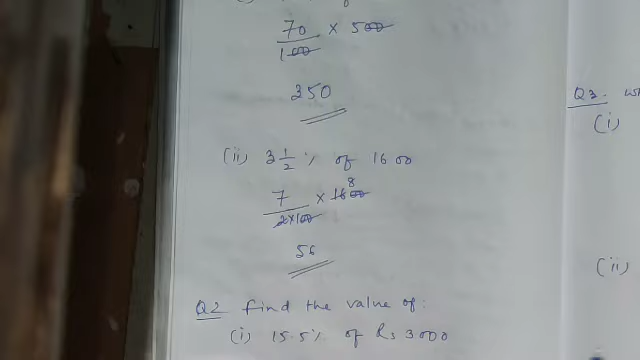 70/100 × 500
350
(ii) 3 1/2 % of 1600
7/2×100 × 1600 8
56
Q2 find the value of:
(i) 15.5% of Rs 3000
Q3.
(i)
(ii)